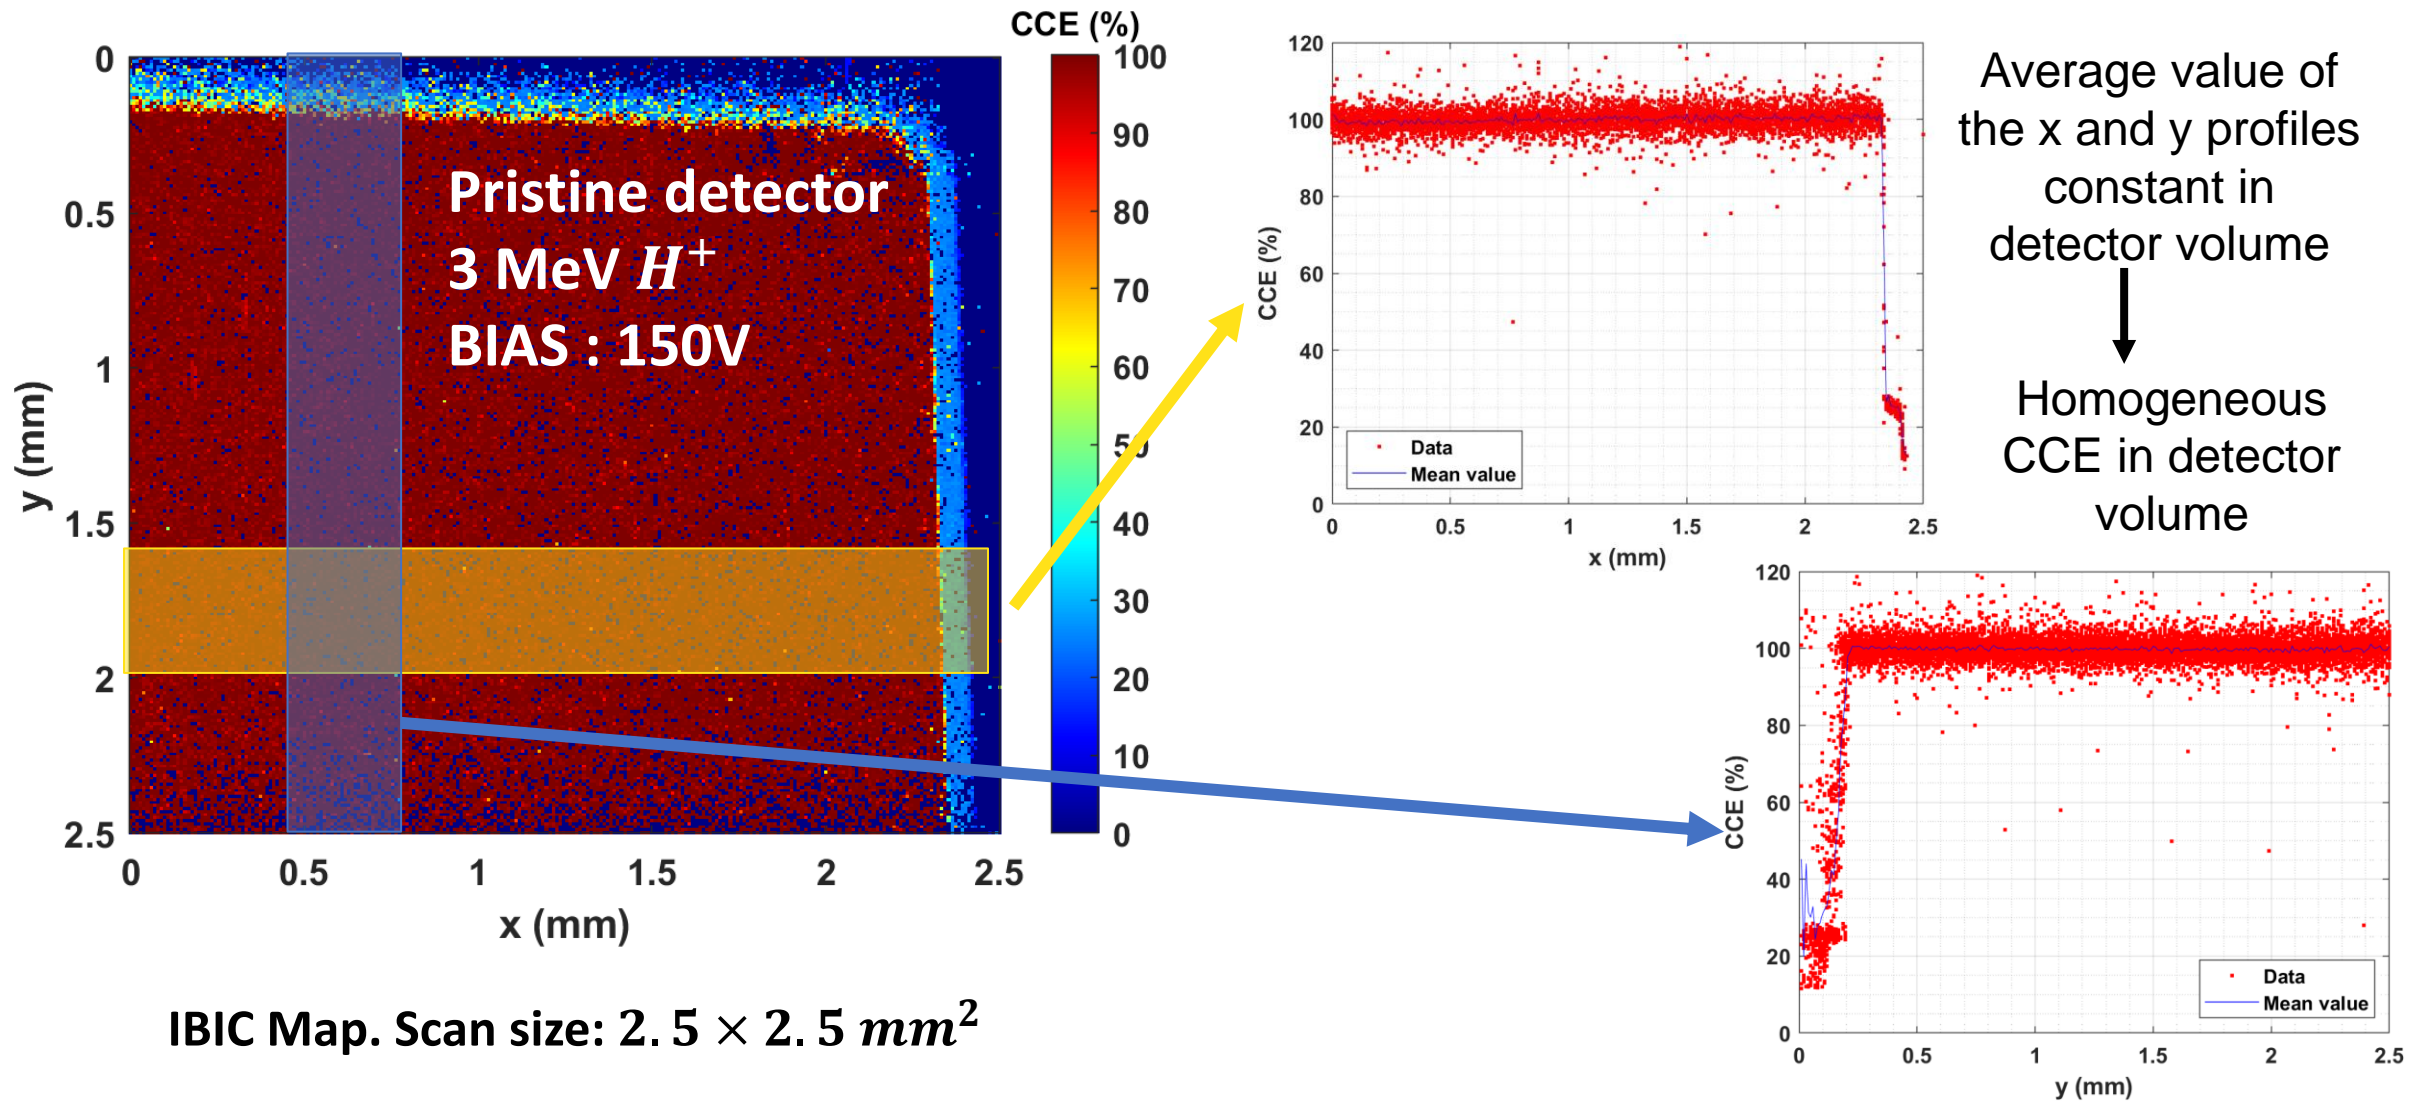 CCE (%)
0
0.5
1
1.5
2
2.5
y (mm)
0
0.5
1
1.5
2
2.5
x (mm)
Pristine detector
3 MeV H⁺
BIAS : 150V
100
90
80
70
60
50
40
30
20
10
0
IBIC Map. Scan size: 2.5 × 2.5 mm²
120
100
80
60
40
20
0
CCE (%)
Data
Mean value
0
0.5
1
1.5
2
2.5
x (mm)
Average value of
the x and y profiles
constant in
detector volume
Homogeneous
CCE in detector
volume
120
100
80
60
40
20
0
CCE (%)
Data
Mean value
0
0.5
1
1.5
2
2.5
y (mm)